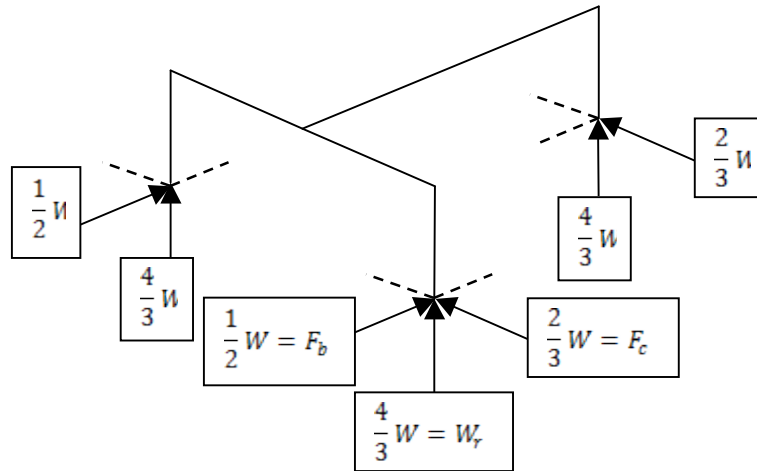 2/3 W
1/2 W
4/3 W
4/3 W
1/2 W = F_b
2/3 W = F_c
4/3 W = W_r